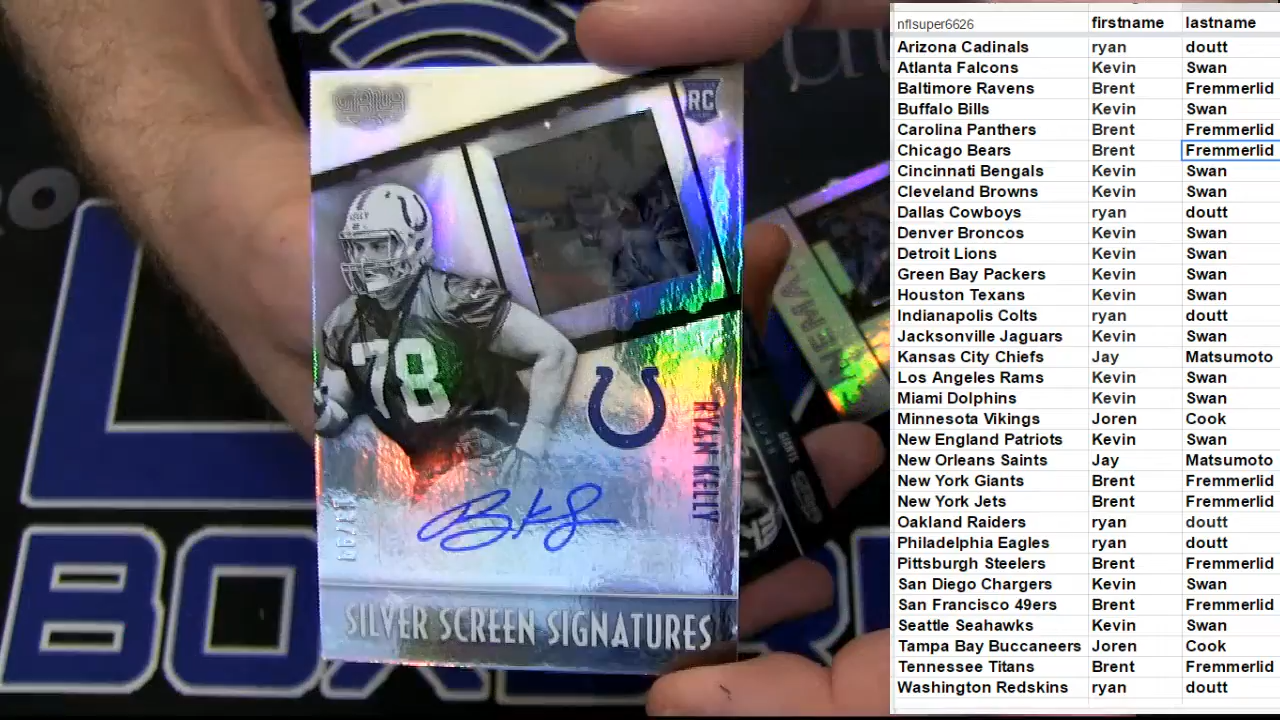 GALA
RC
KELLY
78
RYAN KELLY
SILVER SCREEN SIGNATURES
GIANTS
BOX
nflsuper6626 firstname lastname
Arizona Cadinals ryan doutt
Atlanta Falcons Kevin Swan
Baltimore Ravens Brent Fremmerlid
Buffalo Bills Kevin Swan
Carolina Panthers Brent Fremmerlid
Chicago Bears Brent Fremmerlid
Cincinnati Bengals Kevin Swan
Cleveland Browns Kevin Swan
Dallas Cowboys ryan doutt
Denver Broncos Kevin Swan
Detroit Lions Kevin Swan
Green Bay Packers Kevin Swan
Houston Texans Kevin Swan
Indianapolis Colts ryan doutt
Jacksonville Jaguars Kevin Swan
Kansas City Chiefs Jay Matsumoto
Los Angeles Rams Kevin Swan
Miami Dolphins Kevin Swan
Minnesota Vikings Joren Cook
New England Patriots Kevin Swan
New Orleans Saints Jay Matsumoto
New York Giants Brent Fremmerlid
New York Jets Brent Fremmerlid
Oakland Raiders ryan doutt
Philadelphia Eagles ryan doutt
Pittsburgh Steelers Brent Fremmerlid
San Diego Chargers Kevin Swan
San Francisco 49ers Brent Fremmerlid
Seattle Seahawks Kevin Swan
Tampa Bay Buccaneers Joren Cook
Tennessee Titans Brent Fremmerlid
Washington Redskins ryan doutt